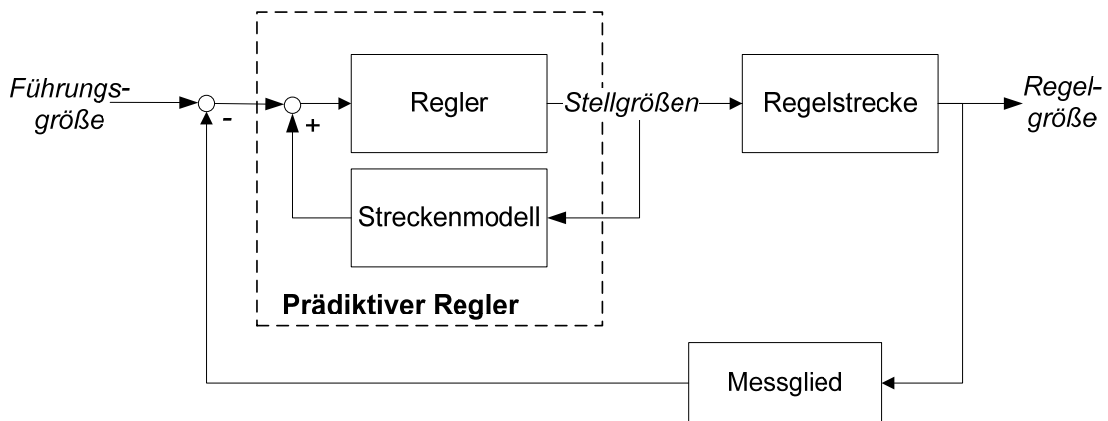 Führungs-
größe
-
+
Regler
Stellgrößen
Regelstrecke
Regel-
größe
Streckenmodell
Prädiktiver Regler
Messglied